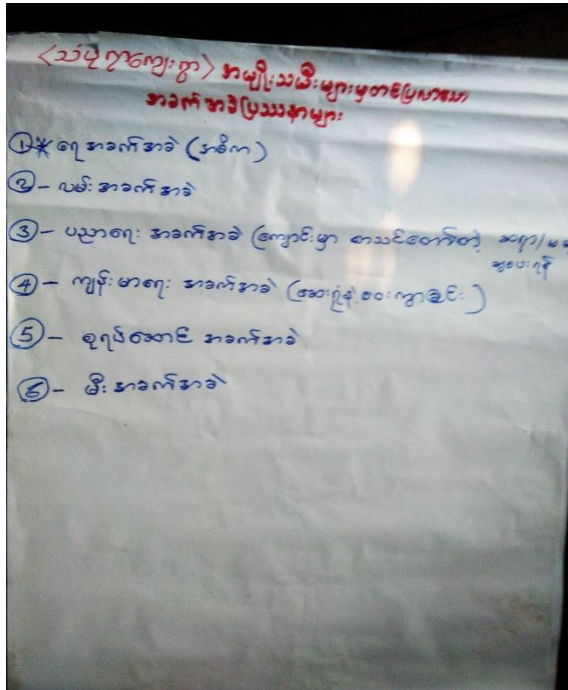 <သံပုရာကျေးရွာ> အမျိုးသမီးများမှတင်ပြလာသော
အခက်အခဲပြဿနာများ
①* ရေအခက်အခဲ (အဓိက)
② - လမ်းအခက်အခဲ
③ - ပညာရေး အခက်အခဲ (ကျောင်းမှာ စာသင်တော်တဲ့ ဆရာ/မ
④ - ကျန်းမာရေး အခက်အခဲ (ဆေးရုံနဲ့ဝေးကွာခြင်း)
⑤ - စုရပ်ဆောင် အခက်အခဲ
⑥ - မီးအခက်အခဲ